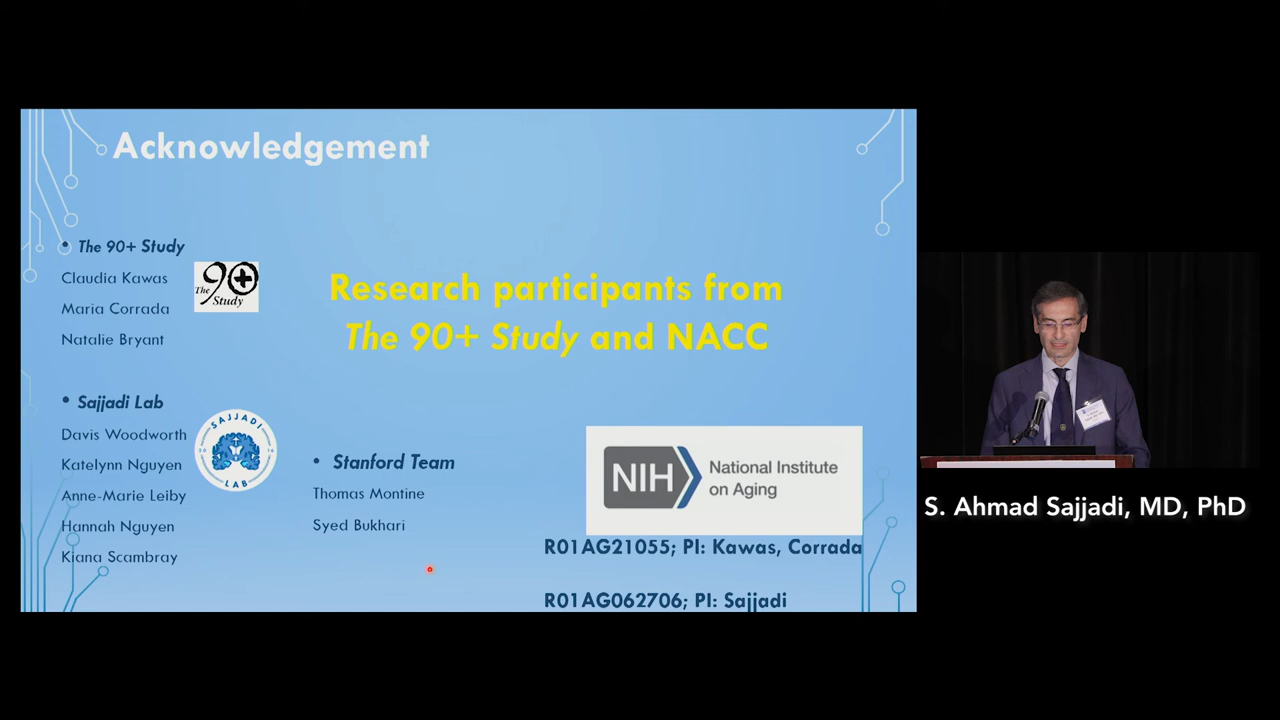 Acknowledgement
• The 90+ Study
Claudia Kawas
Maria Corrada
Natalie Bryant
The 90+
Study
Research participants from
The 90+ Study and NACC
• Sajjadi Lab
Davis Woodworth
Katelynn Nguyen
Anne-Marie Leiby
Hannah Nguyen
Kiana Scambray
SAJJADI
LAB
• Stanford Team
Thomas Montine
Syed Bukhari
NIH
National Institute
on Aging
R01AG21055; PI: Kawas, Corrada
R01AG062706; PI: Sajjadi
S. Ahmad Sajjadi, MD, PhD